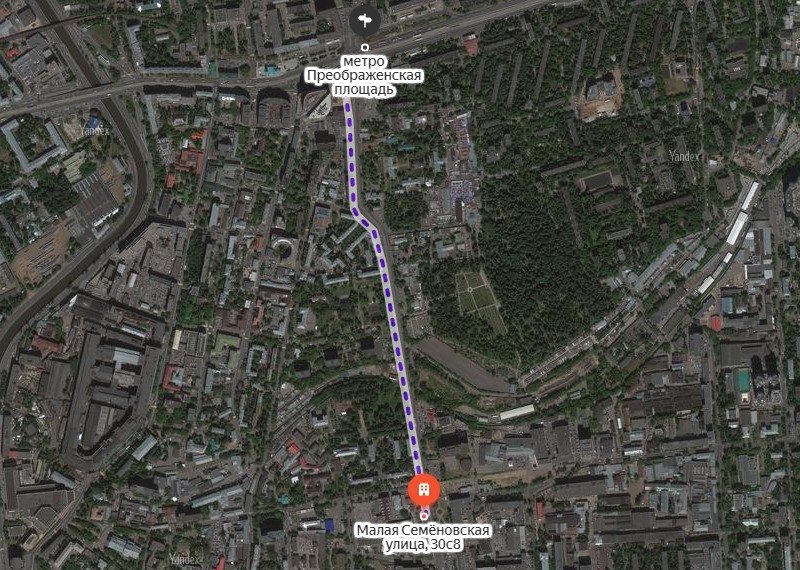 метро
Преображенская
площадь
Yandex
Yandex
Малая Семёновская
улица, 30с8
Yandex